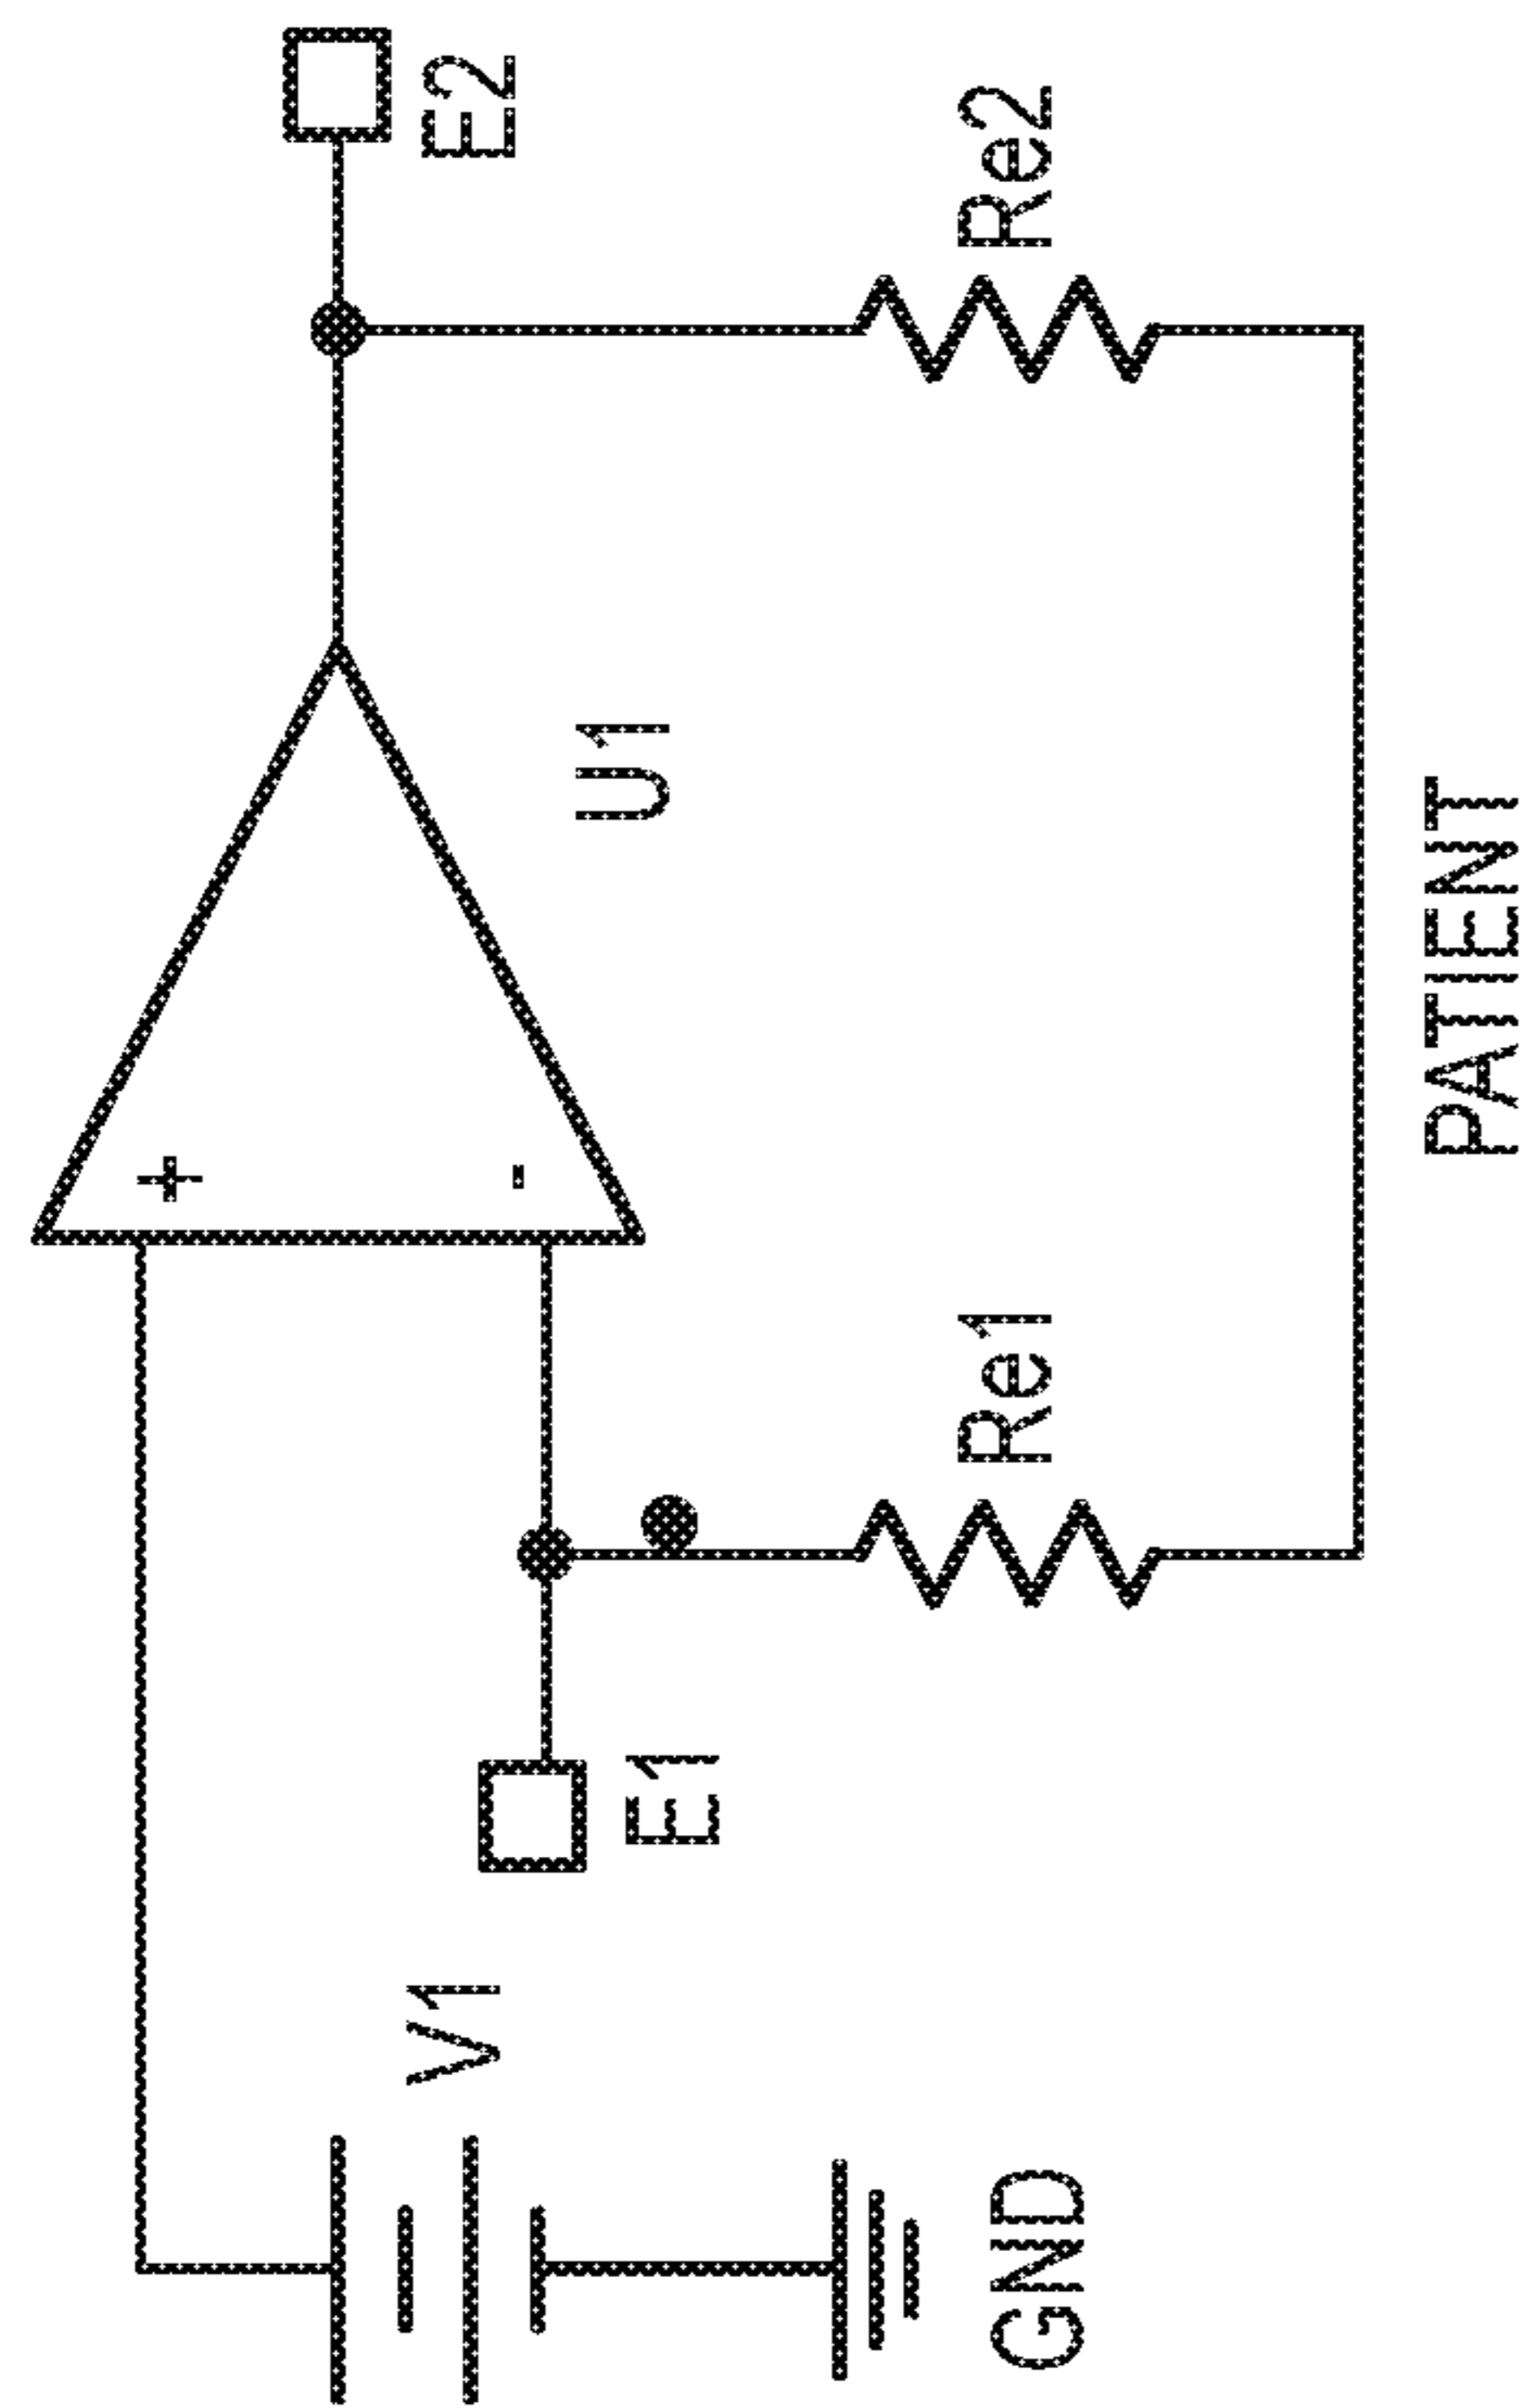 E2
+
-
U1
Re2
Re1
E1
V1
GND
PATIENT